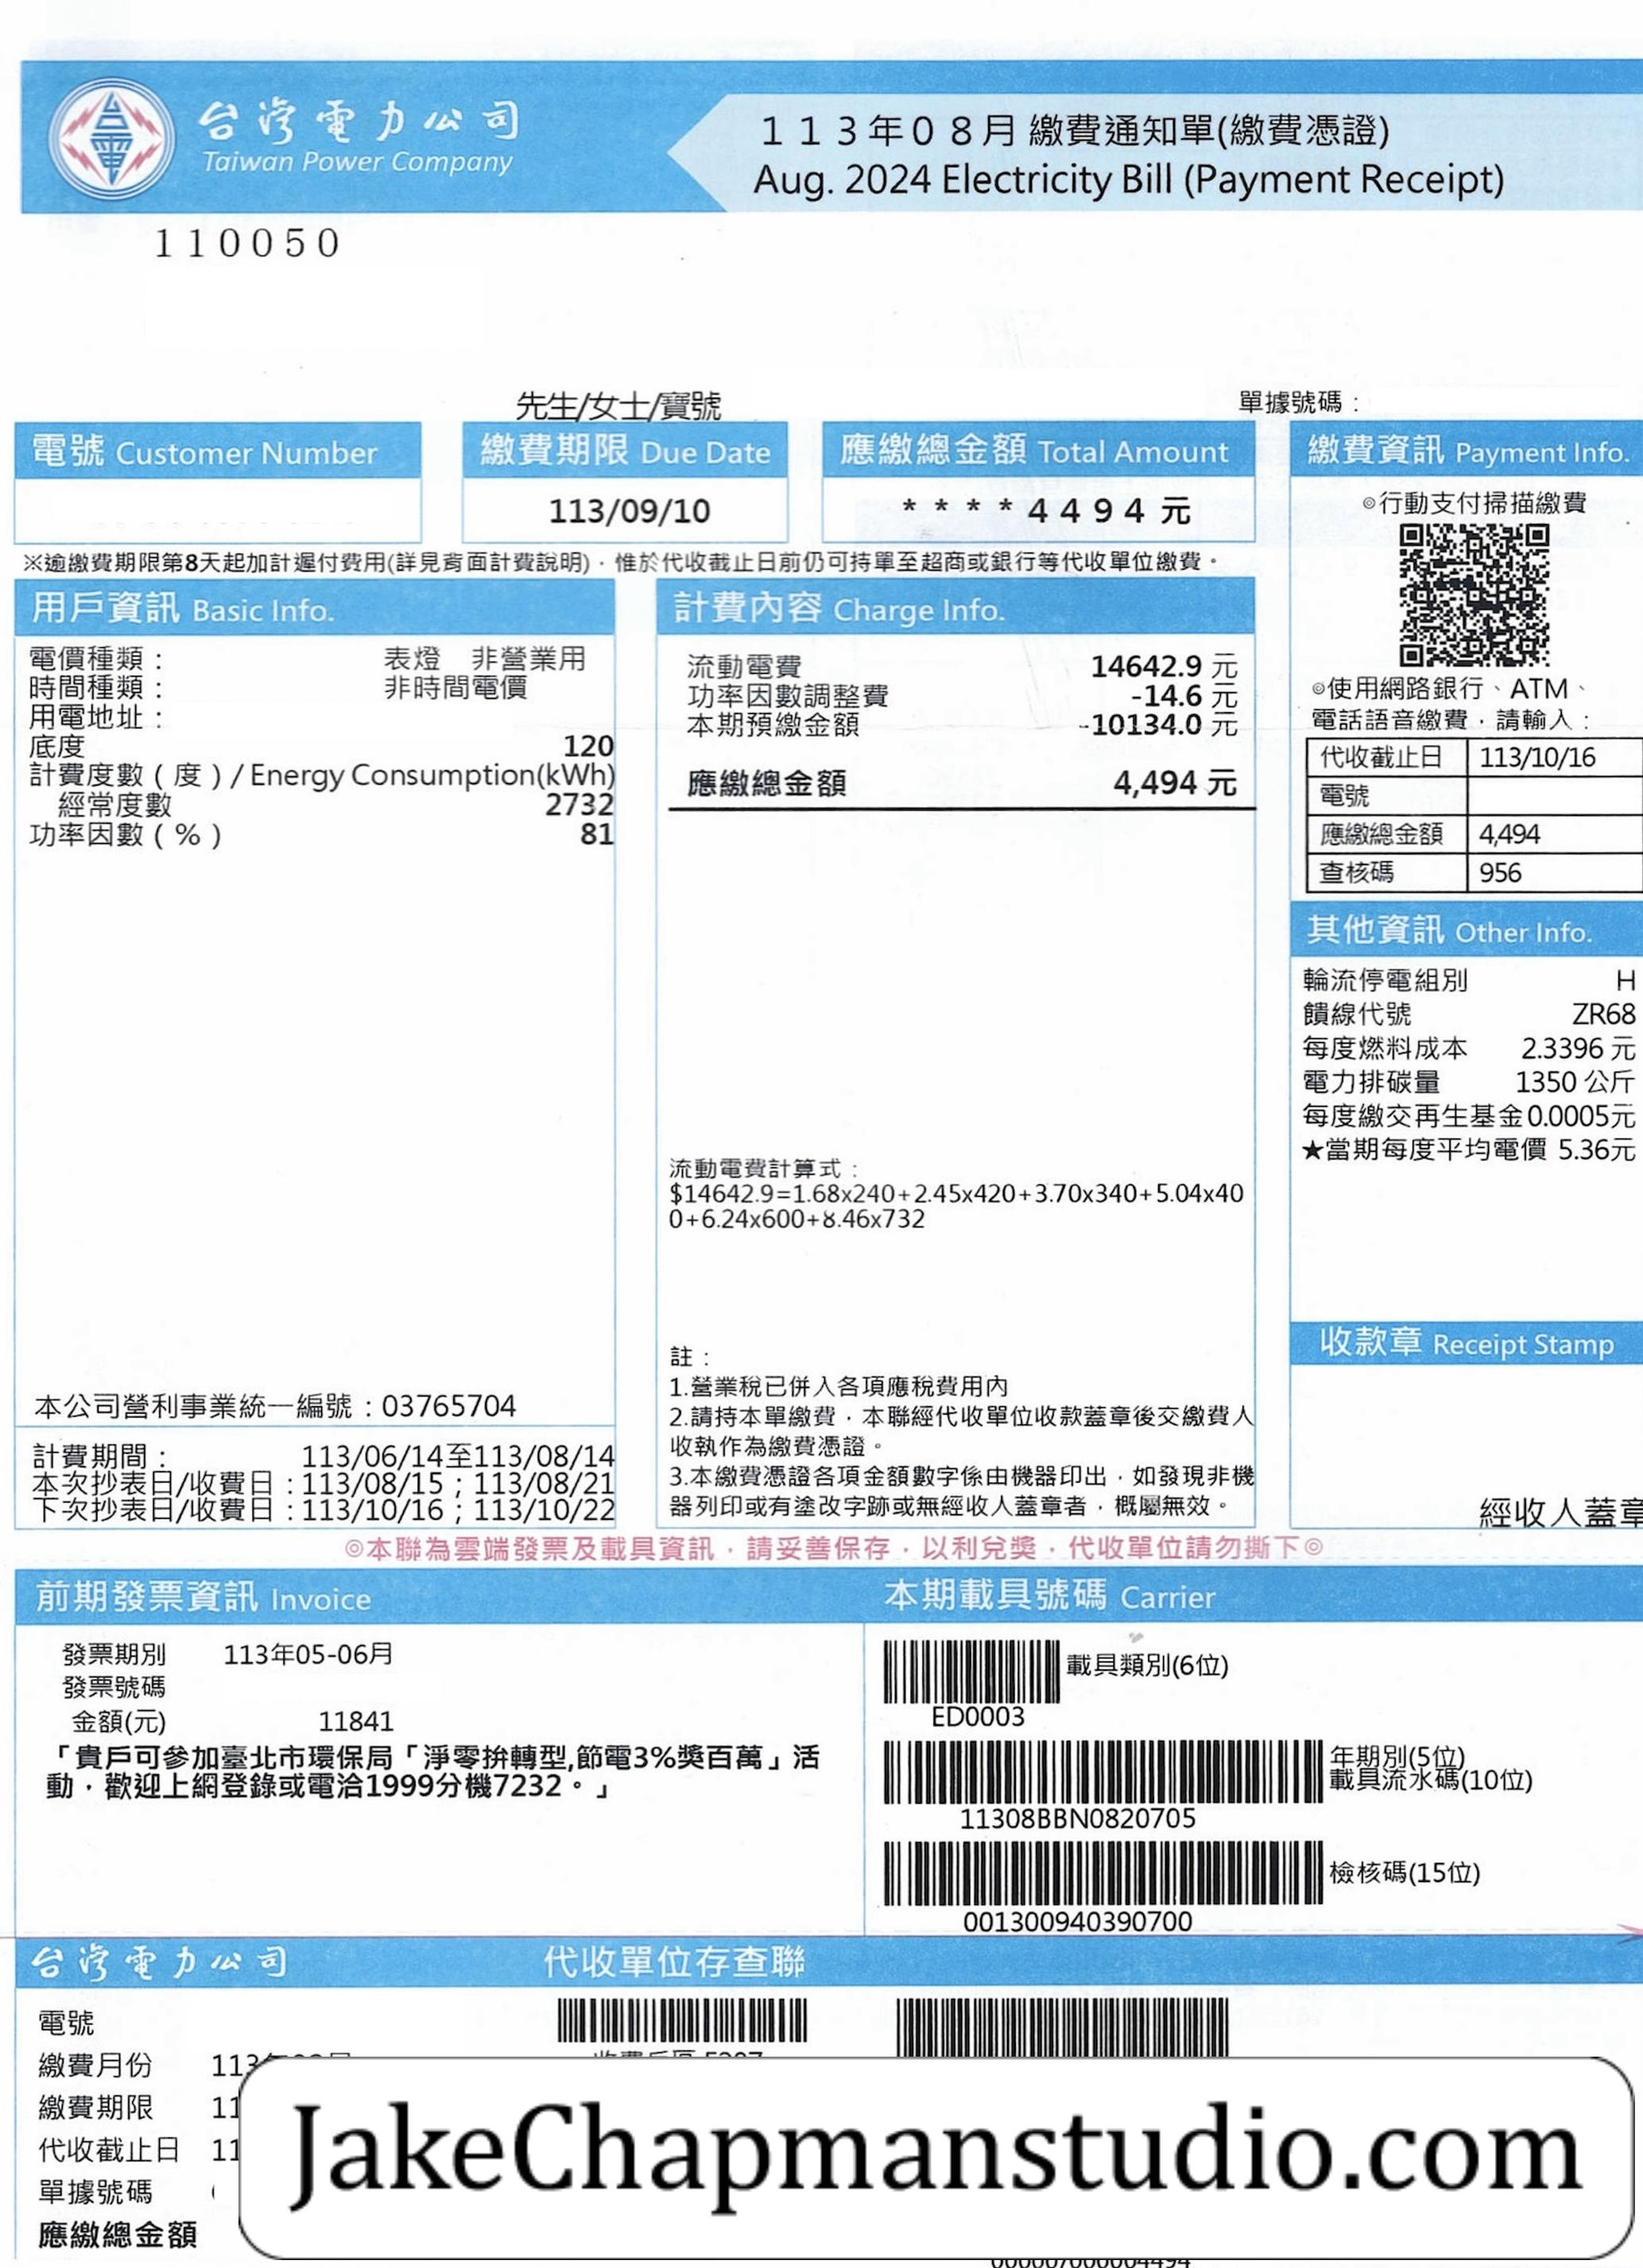 台灣電力公司
Taiwan Power Company
113年08月 繳費通知單(繳費憑證)
Aug. 2024 Electricity Bill (Payment Receipt)
110050
先生/女士/寶號
單據號碼：
電號 Customer Number
繳費期限 Due Date
113/09/10
應繳總金額 Total Amount
****4494元
※逾繳費期限第8天起加計遲付費用(詳見背面計費說明)，惟於代收截止日前仍可持單至超商或銀行等代收單位繳費。
用戶資訊 Basic Info.
電價種類： 表燈 非營業用
時間種類： 非時間電價
用電地址：
底度 120
計費度數(度)/Energy Consumption(kWh)
經常度數 2732
功率因數(%) 81
本公司營利事業統一編號：03765704
計費期間： 113/06/14至113/08/14
本次抄表日/收費日：113/08/15；113/08/21
下次抄表日/收費日：113/10/16；113/10/22
計費內容 Charge Info.
流動電費 14642.9 元
功率因數調整費 -14.6 元
本期預繳金額 -10134.0 元
應繳總金額 4,494 元
流動電費計算式：
$14642.9=1.68x240+2.45x420+3.70x340+5.04x40
0+6.24x600+8.46x732
註：
1.營業稅已併入各項應稅費用內
2.請持本單繳費，本聯經代收單位收款蓋章後交繳費人
收執作為繳費憑證。
3.本繳費憑證各項金額數字係由機器印出，如發現非機
器列印或有塗改字跡或無經收人蓋章者，概屬無效。
繳費資訊 Payment Info.
◎行動支付掃描繳費
◎使用網路銀行、ATM、
電話語音繳費，請輸入：
代收截止日 113/10/16
電號
應繳總金額 4,494
查核碼 956
其他資訊 Other Info.
輪流停電組別 H
饋線代號 ZR68
每度燃料成本 2.3396 元
電力排碳量 1350 公斤
每度繳交再生基金0.0005元
★當期每度平均電價 5.36元
收款章 Receipt Stamp
經收人蓋章
◎本聯為雲端發票及載具資訊，請妥善保存，以利兌獎，代收單位請勿撕下◎
前期發票資訊 Invoice
發票期別 113年05-06月
發票號碼
金額(元) 11841
「貴戶可參加臺北市環保局「淨零拚轉型,節電3%獎百萬」活
動，歡迎上網登錄或電洽1999分機7232。」
本期載具號碼 Carrier
載具類別(6位)
ED0003
年期別(5位)
載具流水碼(10位)
11308BBN0820705
檢核碼(15位)
001300940390700
台灣電力公司
代收單位存查聯
電號
繳費月份 113
繳費期限 11
代收截止日 11
單據號碼
應繳總金額
JakeChapmanstudio.com